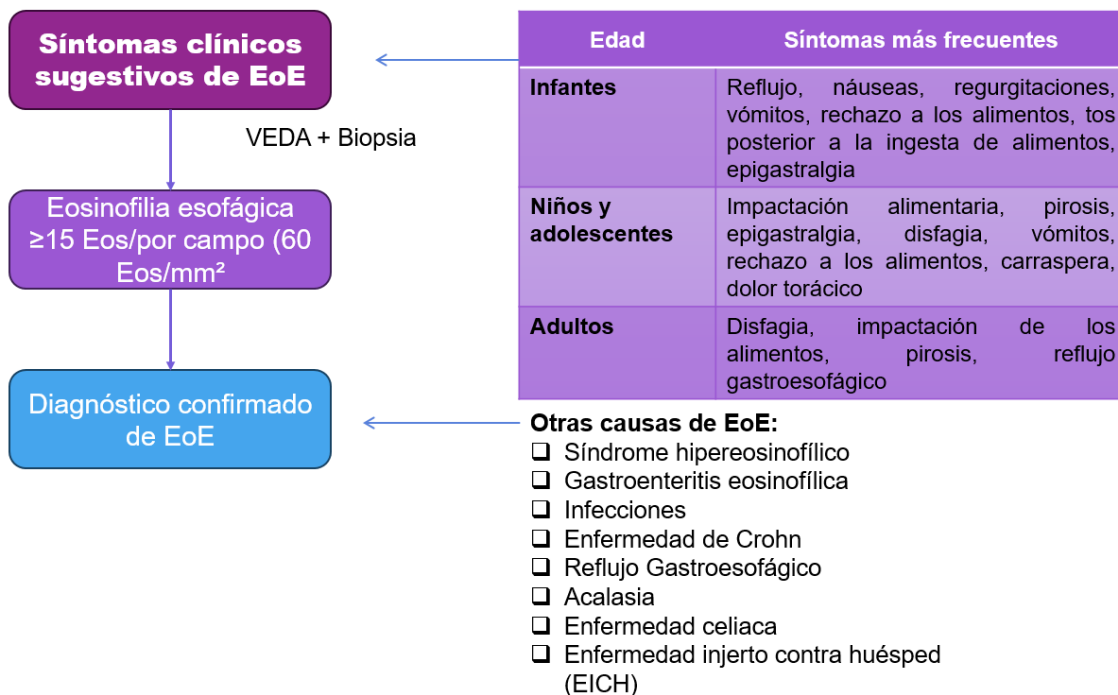 Síntomas clínicos
sugestivos de EoE
VEDA + Biopsia
Eosinofilia esofágica
≥15 Eos/por campo (60
Eos/mm²
Diagnóstico confirmado
de EoE
Edad
Síntomas más frecuentes
Infantes
Reflujo, náuseas, regurgitaciones,
vómitos, rechazo a los alimentos, tos
posterior a la ingesta de alimentos,
epigastralgia
Niños y
adolescentes
Impactación alimentaria, pirosis,
epigastralgia, disfagia, vómitos,
rechazo a los alimentos, carraspera,
dolor torácico
Adultos
Disfagia, impactación de los
alimentos, pirosis, reflujo
gastroesofágico
Otras causas de EoE:
❑ Síndrome hipereosinofílico
❑ Gastroenteritis eosinofílica
❑ Infecciones
❑ Enfermedad de Crohn
❑ Reflujo Gastroesofágico
❑ Acalasia
❑ Enfermedad celiaca
❑ Enfermedad injerto contra huésped
(EICH)